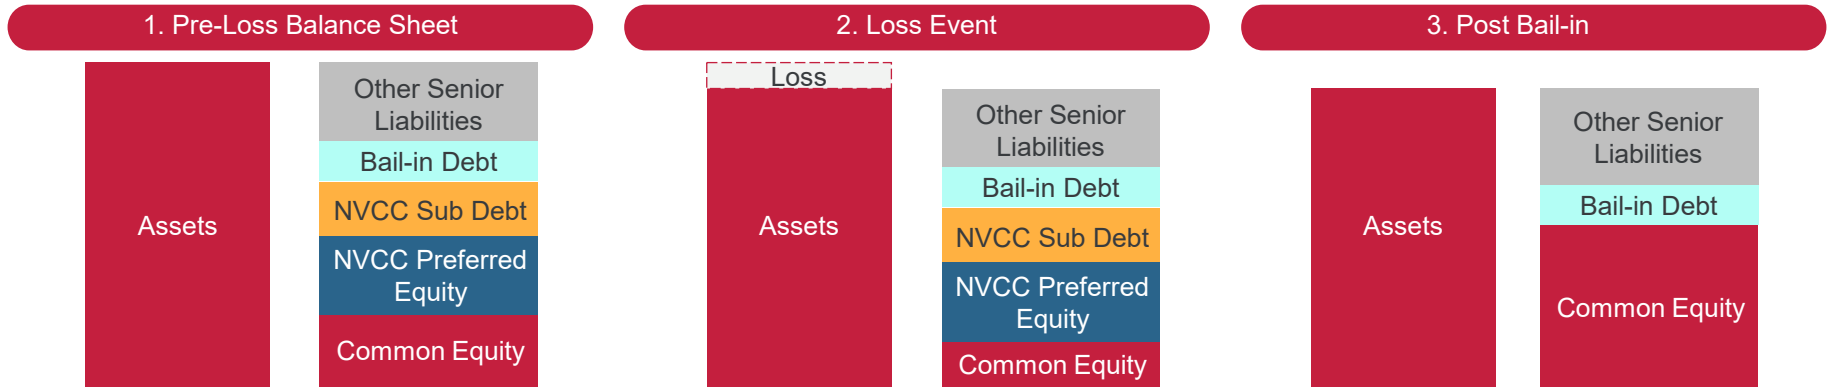 1. Pre-Loss Balance Sheet
Assets
Other Senior
Liabilities
Bail-in Debt
NVCC Sub Debt
NVCC Preferred
Equity
Common Equity
2. Loss Event
Loss
Assets
Other Senior
Liabilities
Bail-in Debt
NVCC Sub Debt
NVCC Preferred
Equity
Common Equity
3. Post Bail-in
Assets
Other Senior
Liabilities
Bail-in Debt
Common Equity